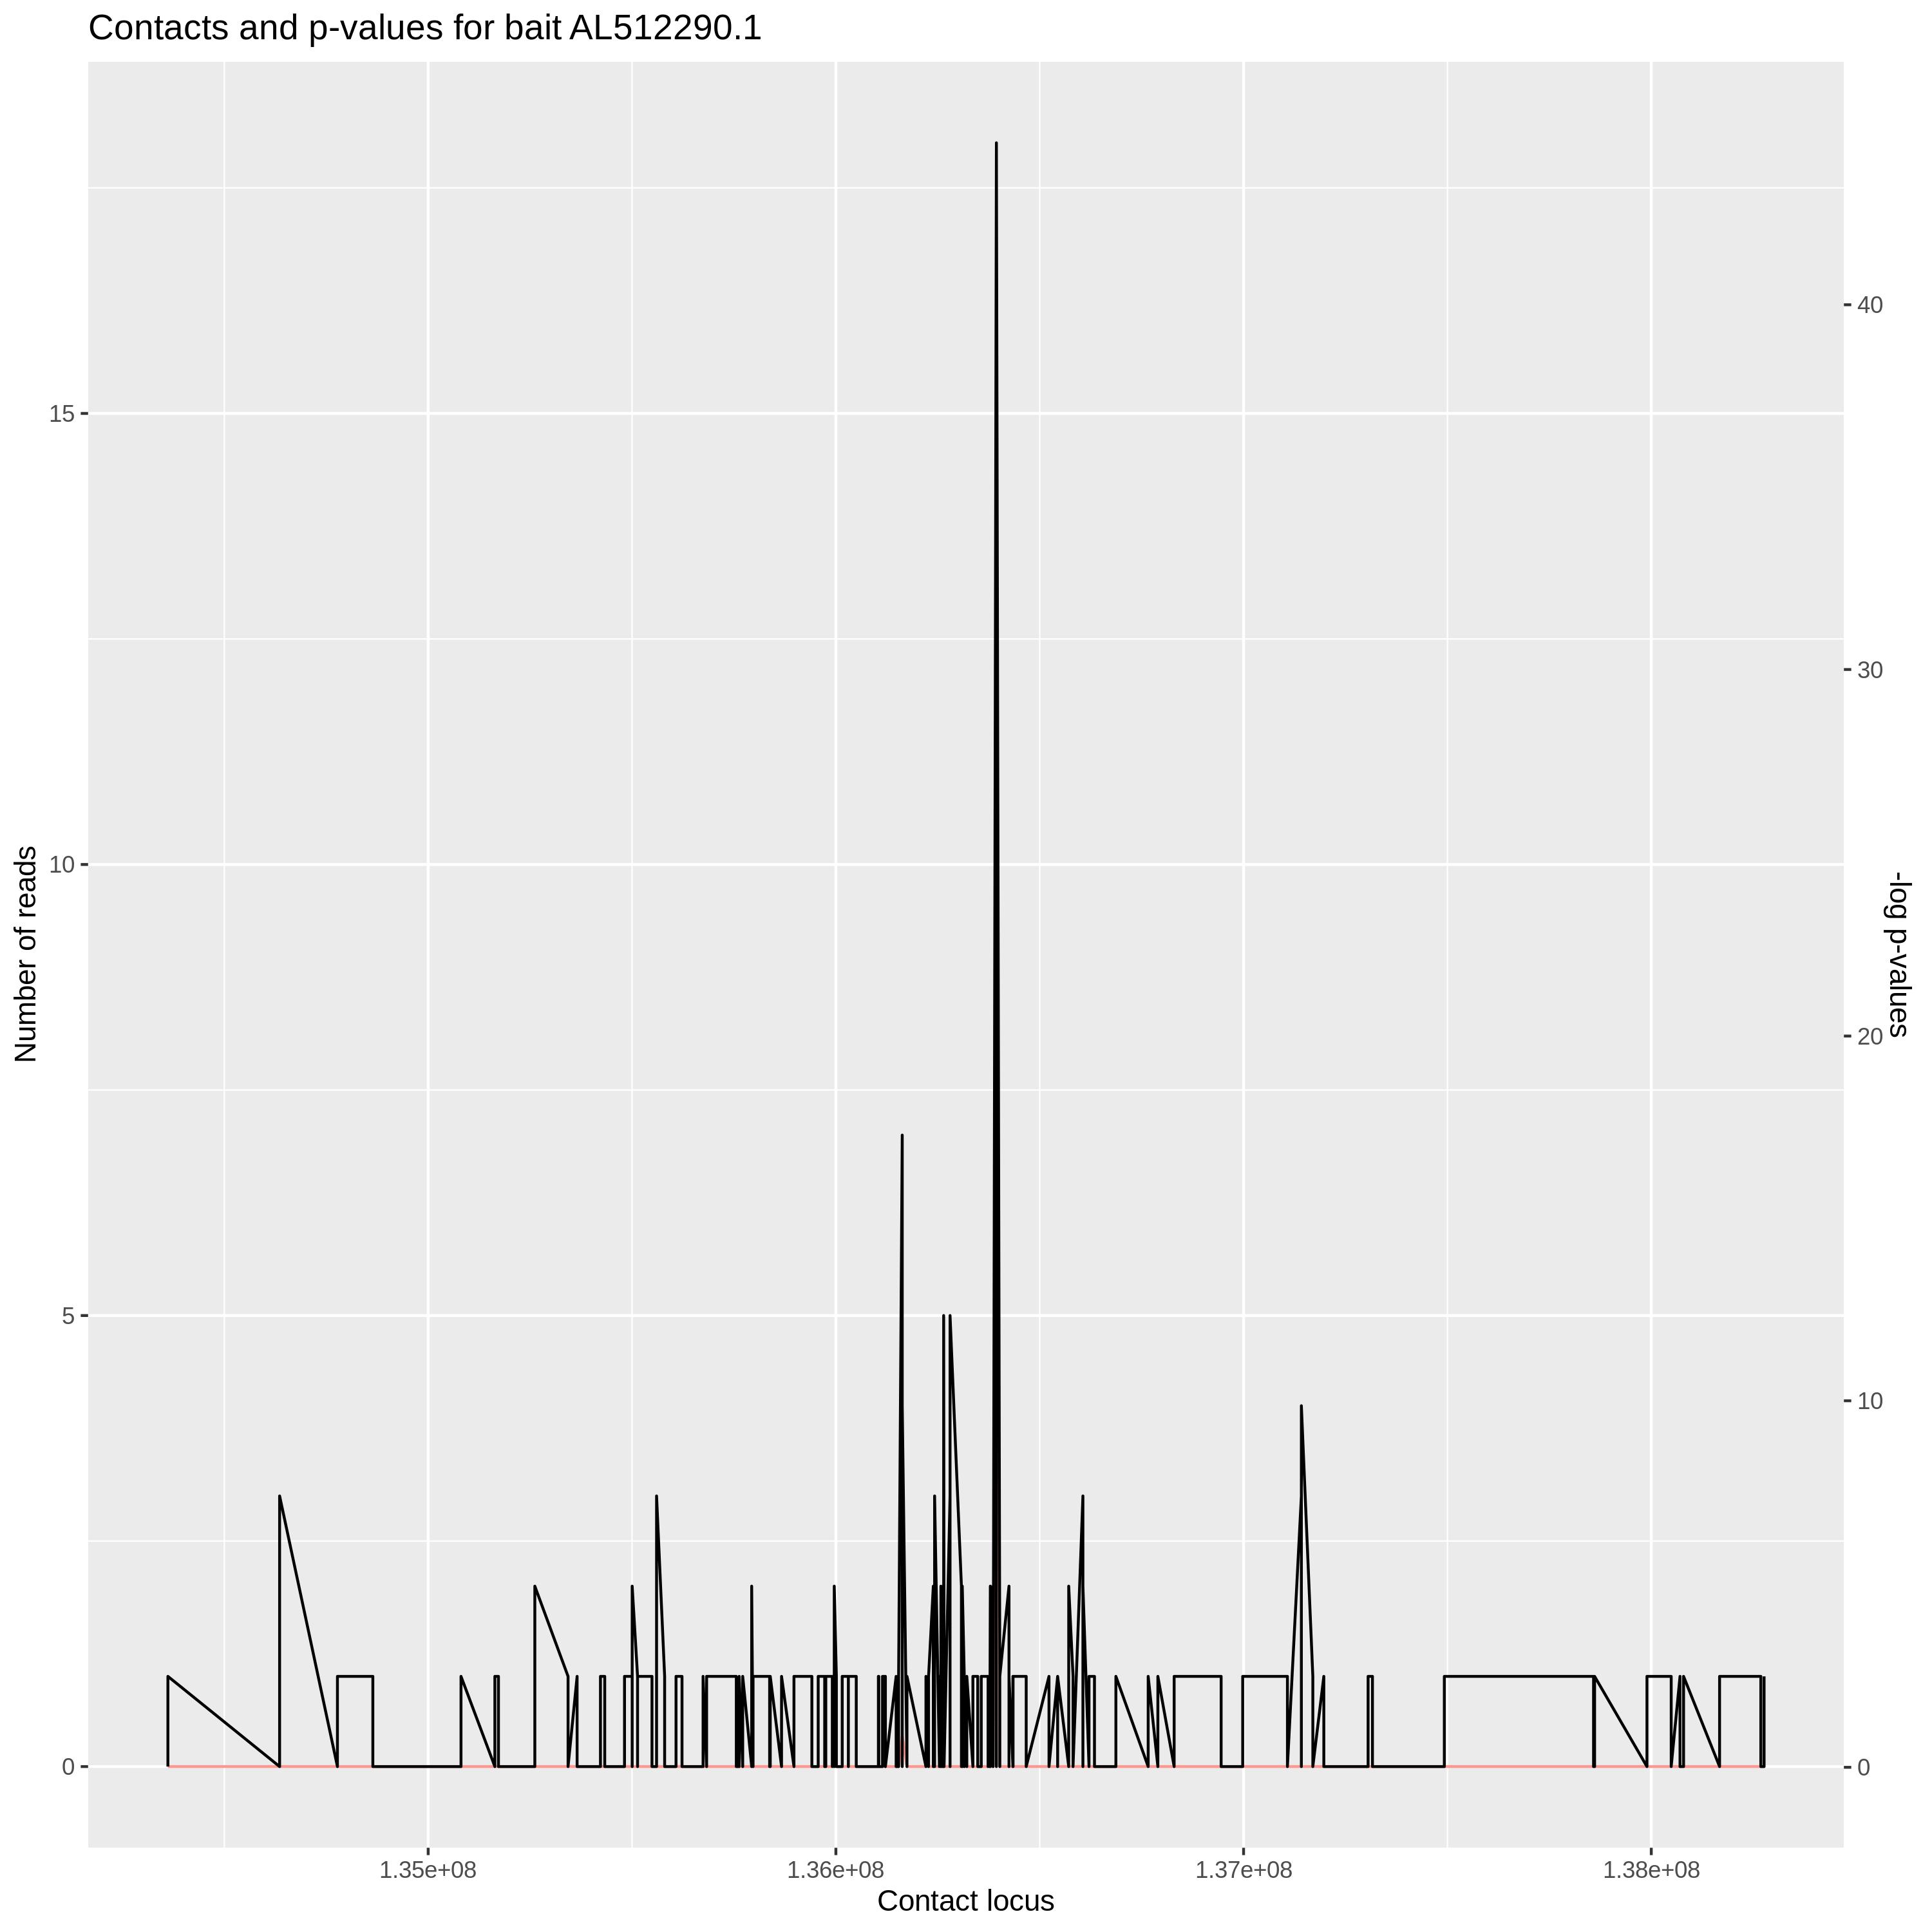 Contacts and p-values for bait AL512290.1
15
10
5
0
Number of reads
40
30
20
10
0
-log p-values
1.35e+08
1.36e+08
1.37e+08
1.38e+08
Contact locus